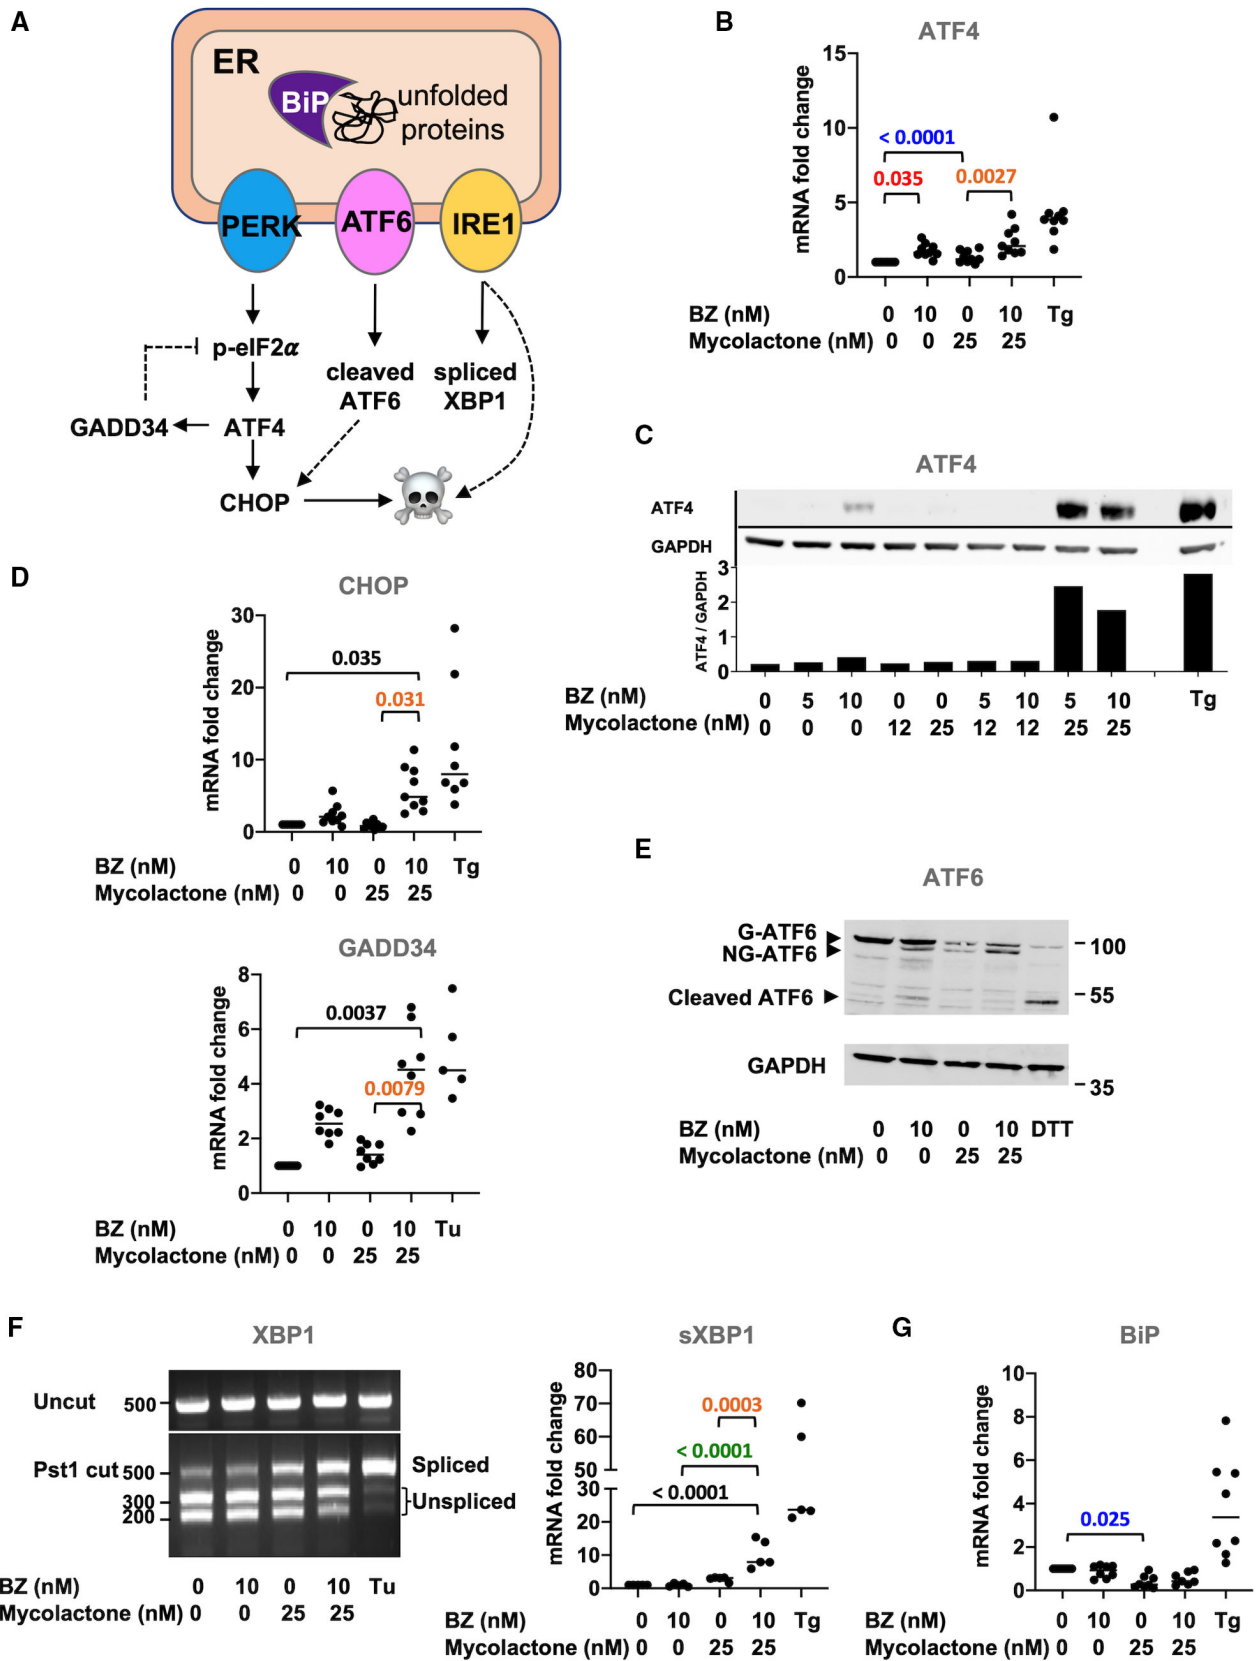 A
ER
BiP
unfolded
proteins
PERK
ATF6
IRE1
p-eIF2α
cleaved
ATF6
spliced
XBP1
GADD34
ATF4
CHOP
B
ATF4
mRNA fold change
15
10
5
0
< 0.0001
0.035
0.0027
BZ (nM) 0 10 0 10 Tg
Mycolactone (nM) 0 0 25 25
C
ATF4
ATF4
GAPDH
ATF4 / GAPDH
3
2
1
0
BZ (nM) 0 5 10 0 0 5 10 5 10 Tg
Mycolactone (nM) 0 0 0 12 25 12 12 25 25
D
CHOP
mRNA fold change
30
20
10
0
0.035
0.031
BZ (nM) 0 10 0 10 Tg
Mycolactone (nM) 0 0 25 25
GADD34
mRNA fold change
8
6
4
2
0
0.0037
0.0079
BZ (nM) 0 10 0 10 Tu
Mycolactone (nM) 0 0 25 25
E
ATF6
G-ATF6
NG-ATF6
Cleaved ATF6
100
55
GAPDH
35
BZ (nM) 0 10 0 10 DTT
Mycolactone (nM) 0 0 25 25
F
XBP1
Uncut 500
Pst1 cut 500
300
200
Spliced
Unspliced
BZ (nM) 0 10 0 10 Tu
Mycolactone (nM) 0 0 25 25
sXBP1
mRNA fold change
80
70
60
50
30
20
10
0
0.0003
< 0.0001
< 0.0001
BZ (nM) 0 10 0 10 Tg
Mycolactone (nM) 0 0 25 25
G
BiP
mRNA fold change
10
8
6
4
2
0
0.025
BZ (nM) 0 10 0 10 Tg
Mycolactone (nM) 0 0 25 25